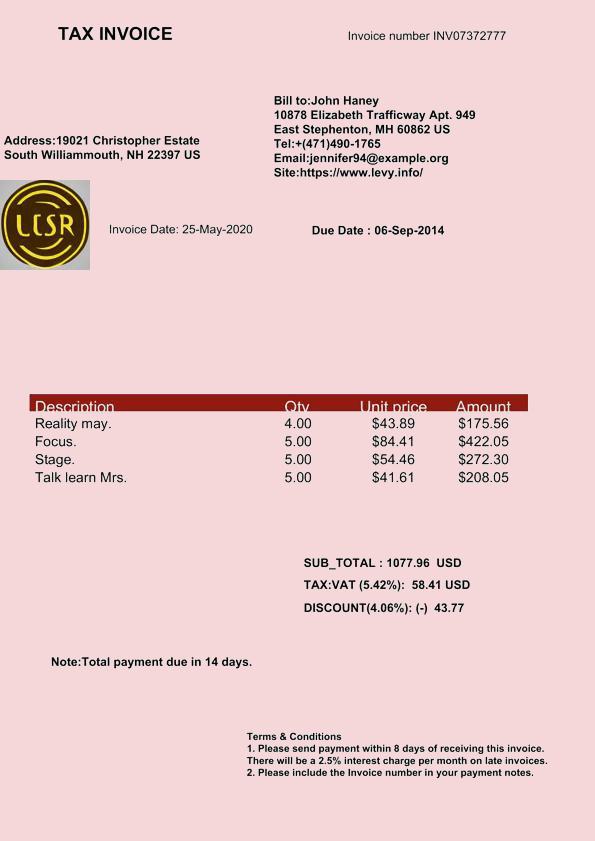 TAX INVOICE
Invoice number INV07372777
Bill to:John Haney
10878 Elizabeth Trafficway Apt. 949
East Stephenton, MH 60862 US
Tel:+(471)490-1765
Email:jennifer94@example.org
Site:https://www.levy.info/
Address:19021 Christopher Estate
South Williammouth, NH 22397 US
LCSR
Invoice Date: 25-May-2020
Due Date : 06-Sep-2014
Description Qty Unit price Amount
Reality may. 4.00 $43.89 $175.56
Focus. 5.00 $84.41 $422.05
Stage. 5.00 $54.46 $272.30
Talk learn Mrs. 5.00 $41.61 $208.05
SUB_TOTAL : 1077.96 USD
TAX:VAT (5.42%): 58.41 USD
DISCOUNT(4.06%): (-) 43.77
Note:Total payment due in 14 days.
Terms & Conditions
1. Please send payment within 8 days of receiving this invoice.
There will be a 2.5% interest charge per month on late invoices.
2. Please include the Invoice number in your payment notes.